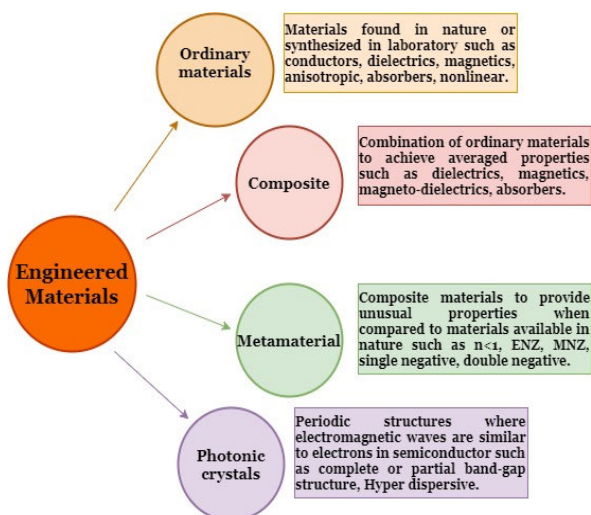 Ordinary
materials
Materials found in nature or
synthesized in laboratory such as
conductors, dielectrics, magnetics,
anisotropic, absorbers, nonlinear.
Composite
Combination of ordinary materials
to achieve averaged properties
such as dielectrics, magnetics,
magneto-dielectrics, absorbers.
Engineered
Materials
Metamaterial
Composite materials to provide
unusual properties when
compared to materials available in
nature such as n<1, ENZ, MNZ,
single negative, double negative.
Photonic
crystals
Periodic structures where
electromagnetic waves are similar
to electrons in semiconductor such
as complete or partial band-gap
structure, Hyper dispersive.